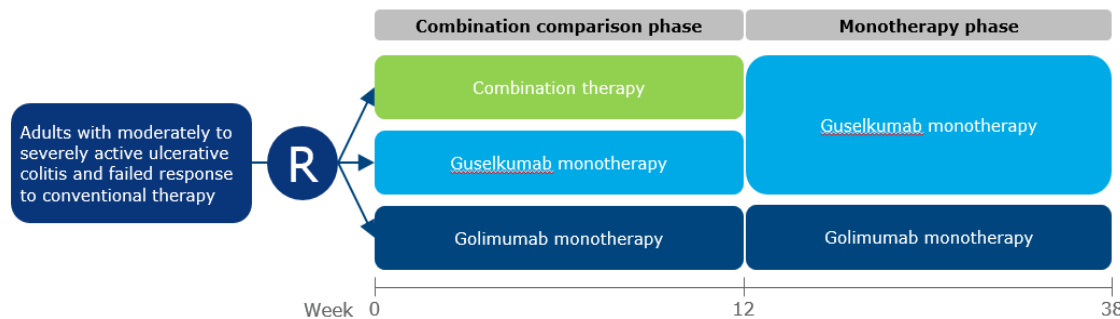 Combination comparison phase
Monotherapy phase
Adults with moderately to
severely active ulcerative
colitis and failed response
to conventional therapy
R
Combination therapy
Guselkumab monotherapy
Golimumab monotherapy
Guselkumab monotherapy
Golimumab monotherapy
Week 0 12 38